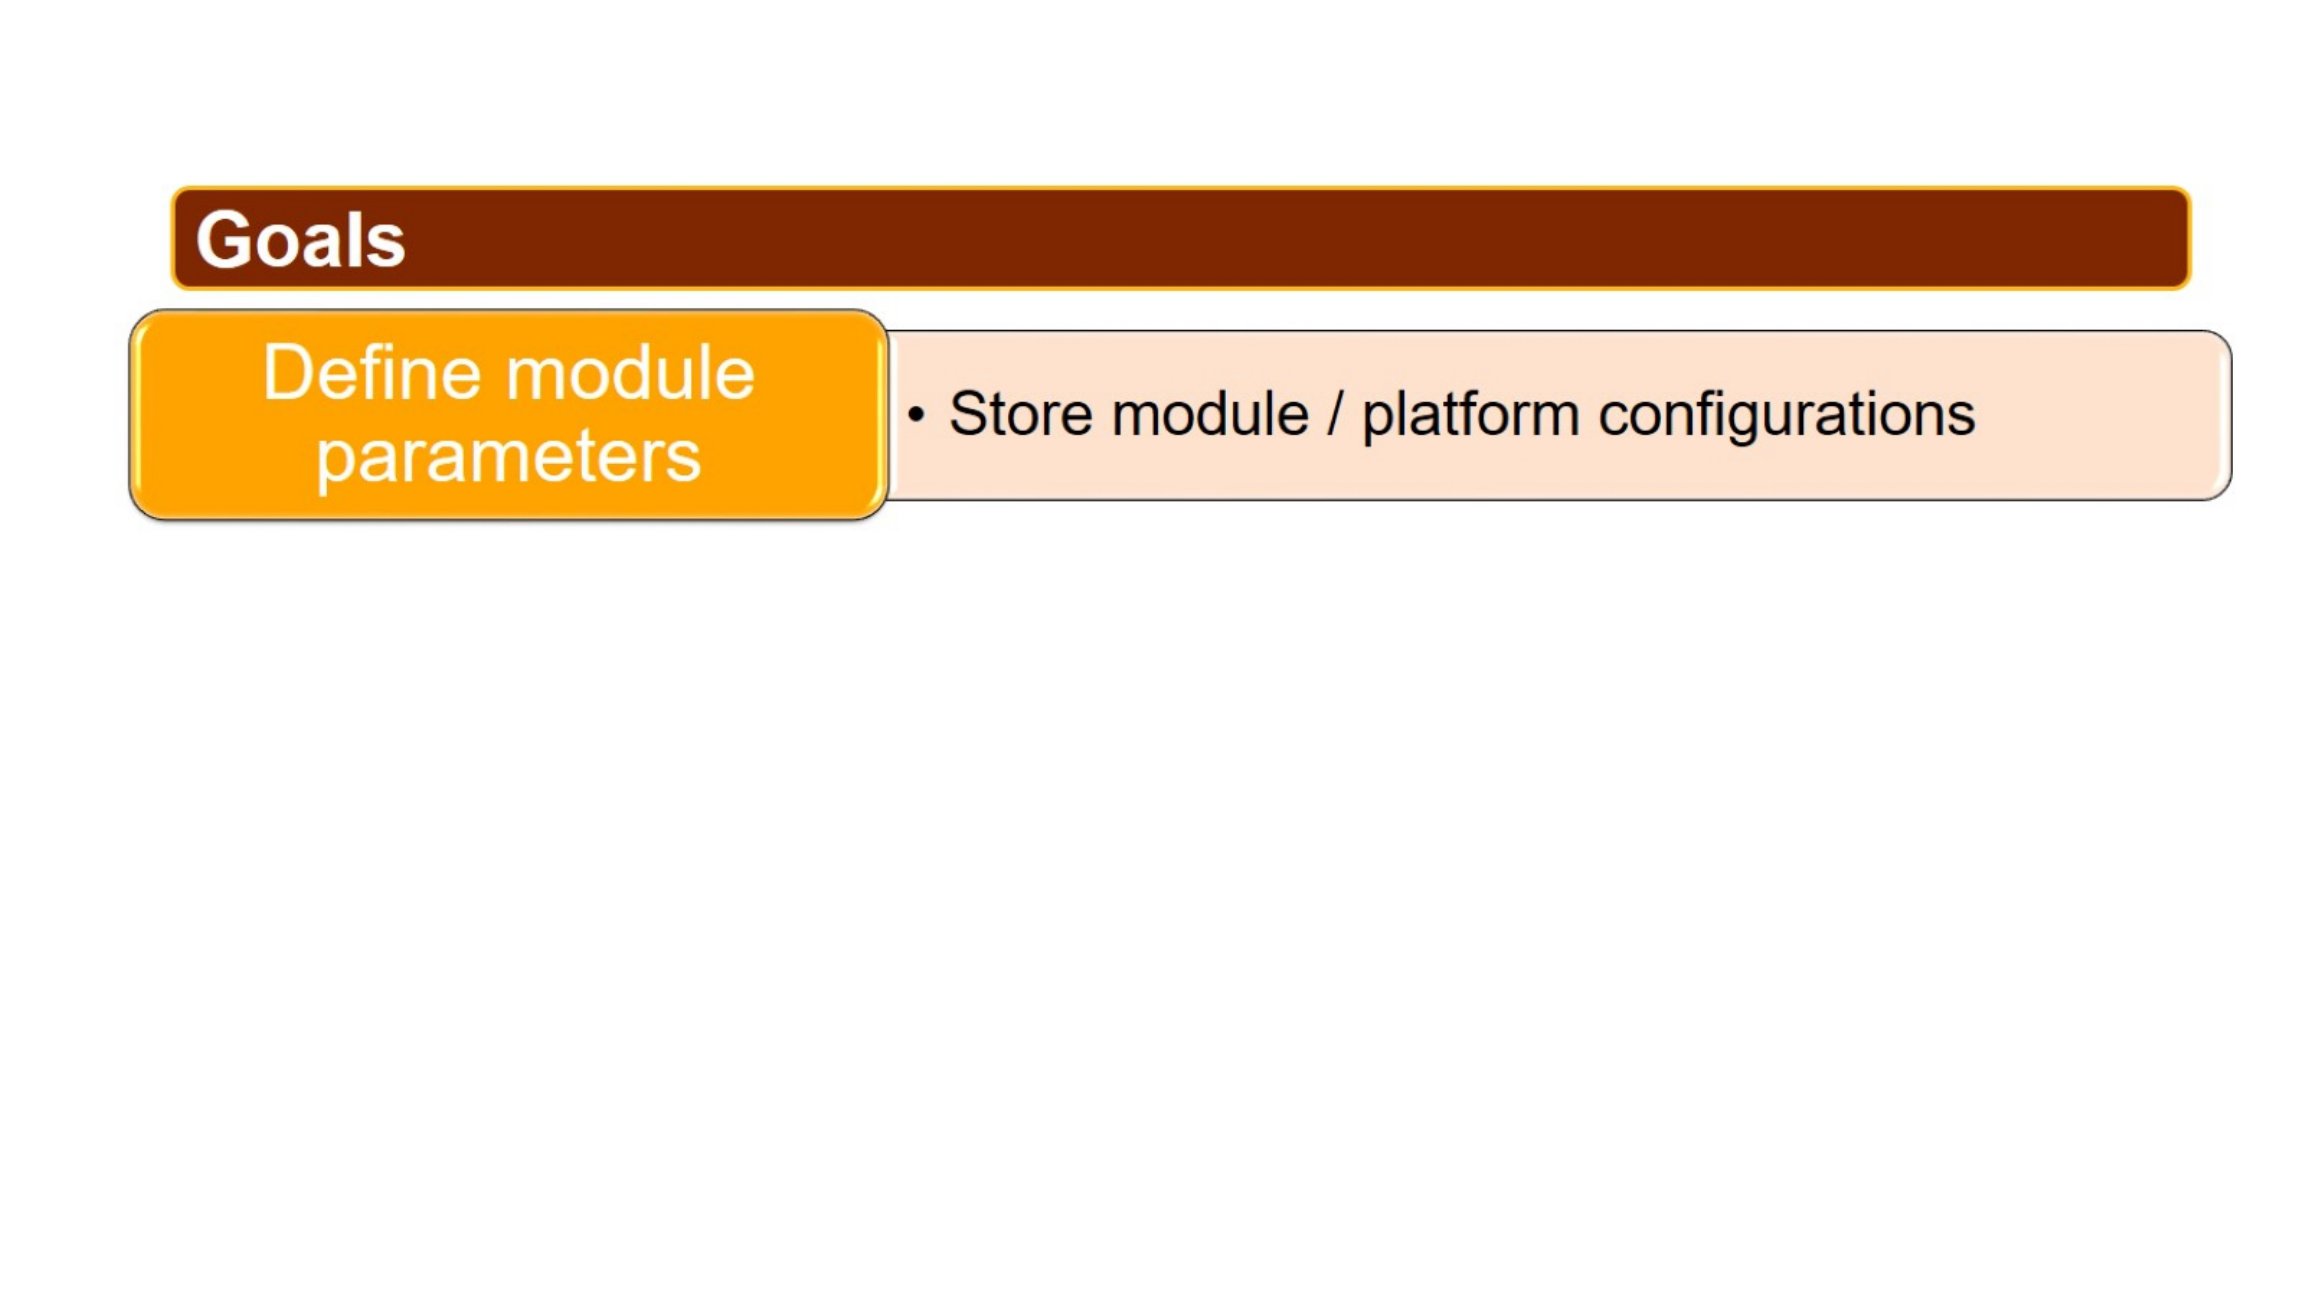 Goals
Define module
parameters
• Store module / platform configurations